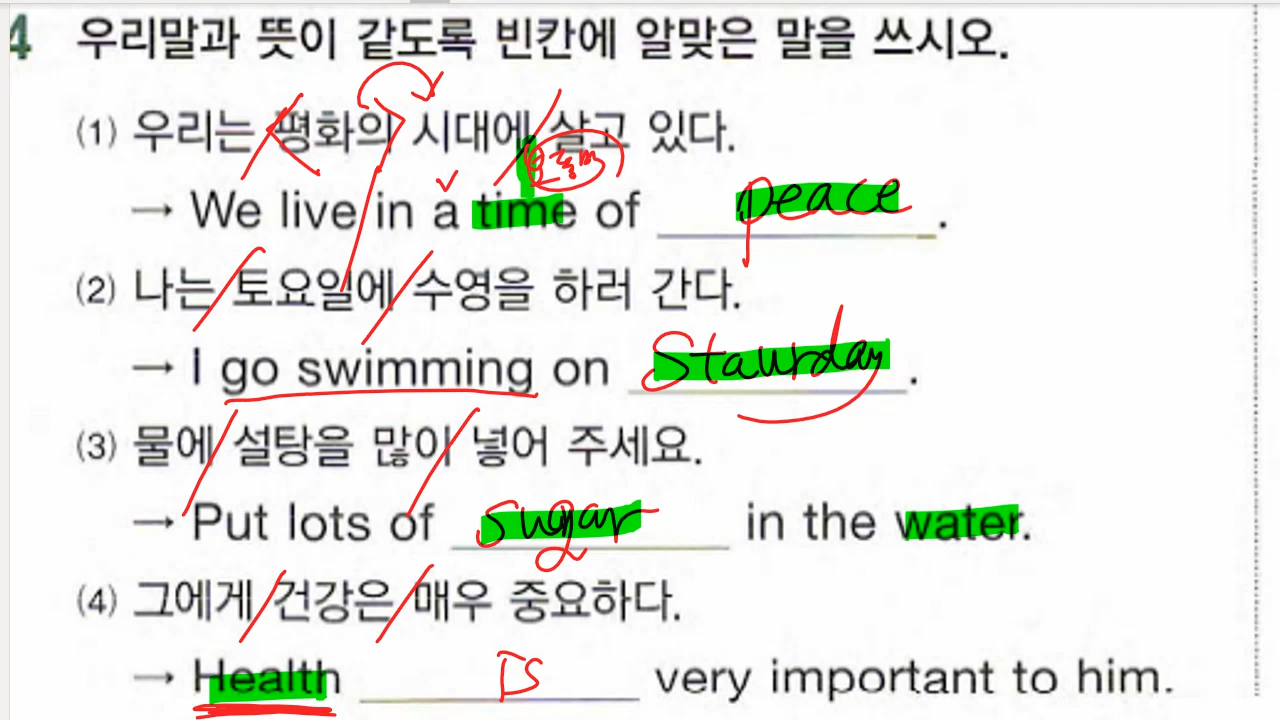 4 우리말과 뜻이 같도록 빈칸에 알맞은 말을 쓰시오.
(1) 우리는 평화의 시대에 살고 있다.
→ We live in a time of peace.
(2) 나는 토요일에 수영을 하러 간다.
→ I go swimming on Staurday.
(3) 물에 설탕을 많이 넣어 주세요.
→ Put lots of sugar in the water.
(4) 그에게 건강은 매우 중요하다.
→ Health is very important to him.